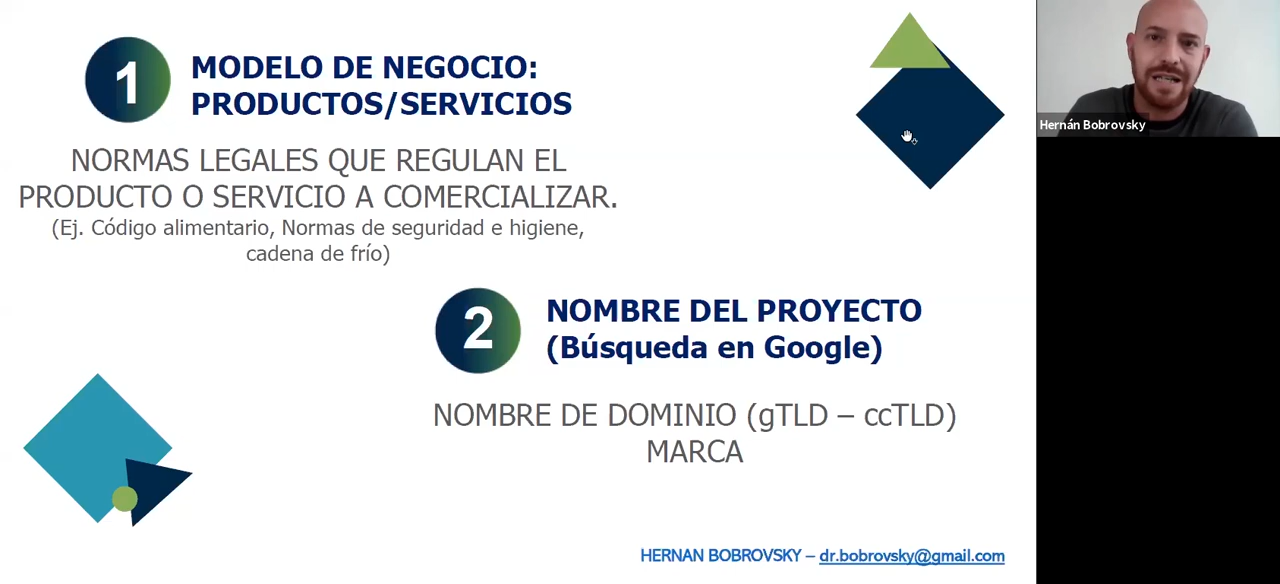 1
MODELO DE NEGOCIO:
PRODUCTOS/SERVICIOS
NORMAS LEGALES QUE REGULAN EL
PRODUCTO O SERVICIO A COMERCIALIZAR.
(Ej. Código alimentario, Normas de seguridad e higiene,
cadena de frío)
2
NOMBRE DEL PROYECTO
(Búsqueda en Google)
NOMBRE DE DOMINIO (gTLD – ccTLD)
MARCA
HERNAN BOBROVSKY – dr.bobrovsky@gmail.com
Hernán Bobrovsky